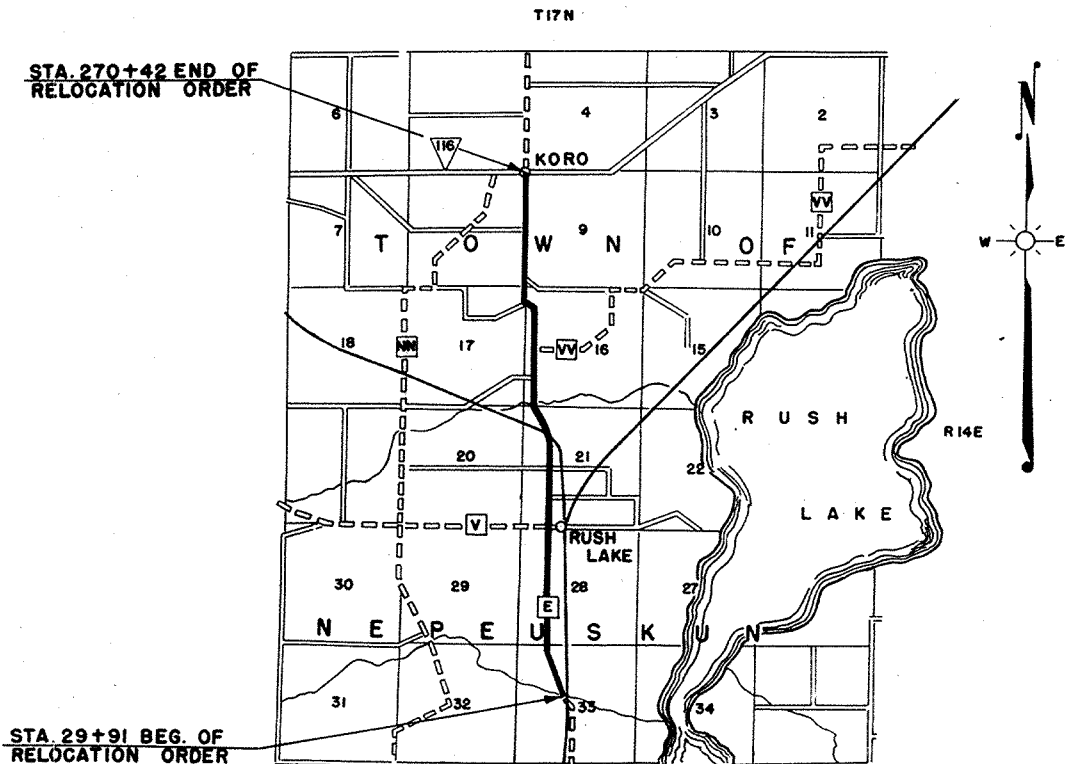 T17N
STA. 270+42 END OF
RELOCATION ORDER
6
4
3
2
116
KORO
VV
7
9
10
11
T O W N O F
18
NN
17
VV
16
15
N
W
E
R U S H
R14E
20
21
22
L A K E
V
RUSH
LAKE
30
29
28
27
E
N E P E U S K U N
31
32
33
34
STA. 29+91 BEG. OF
RELOCATION ORDER